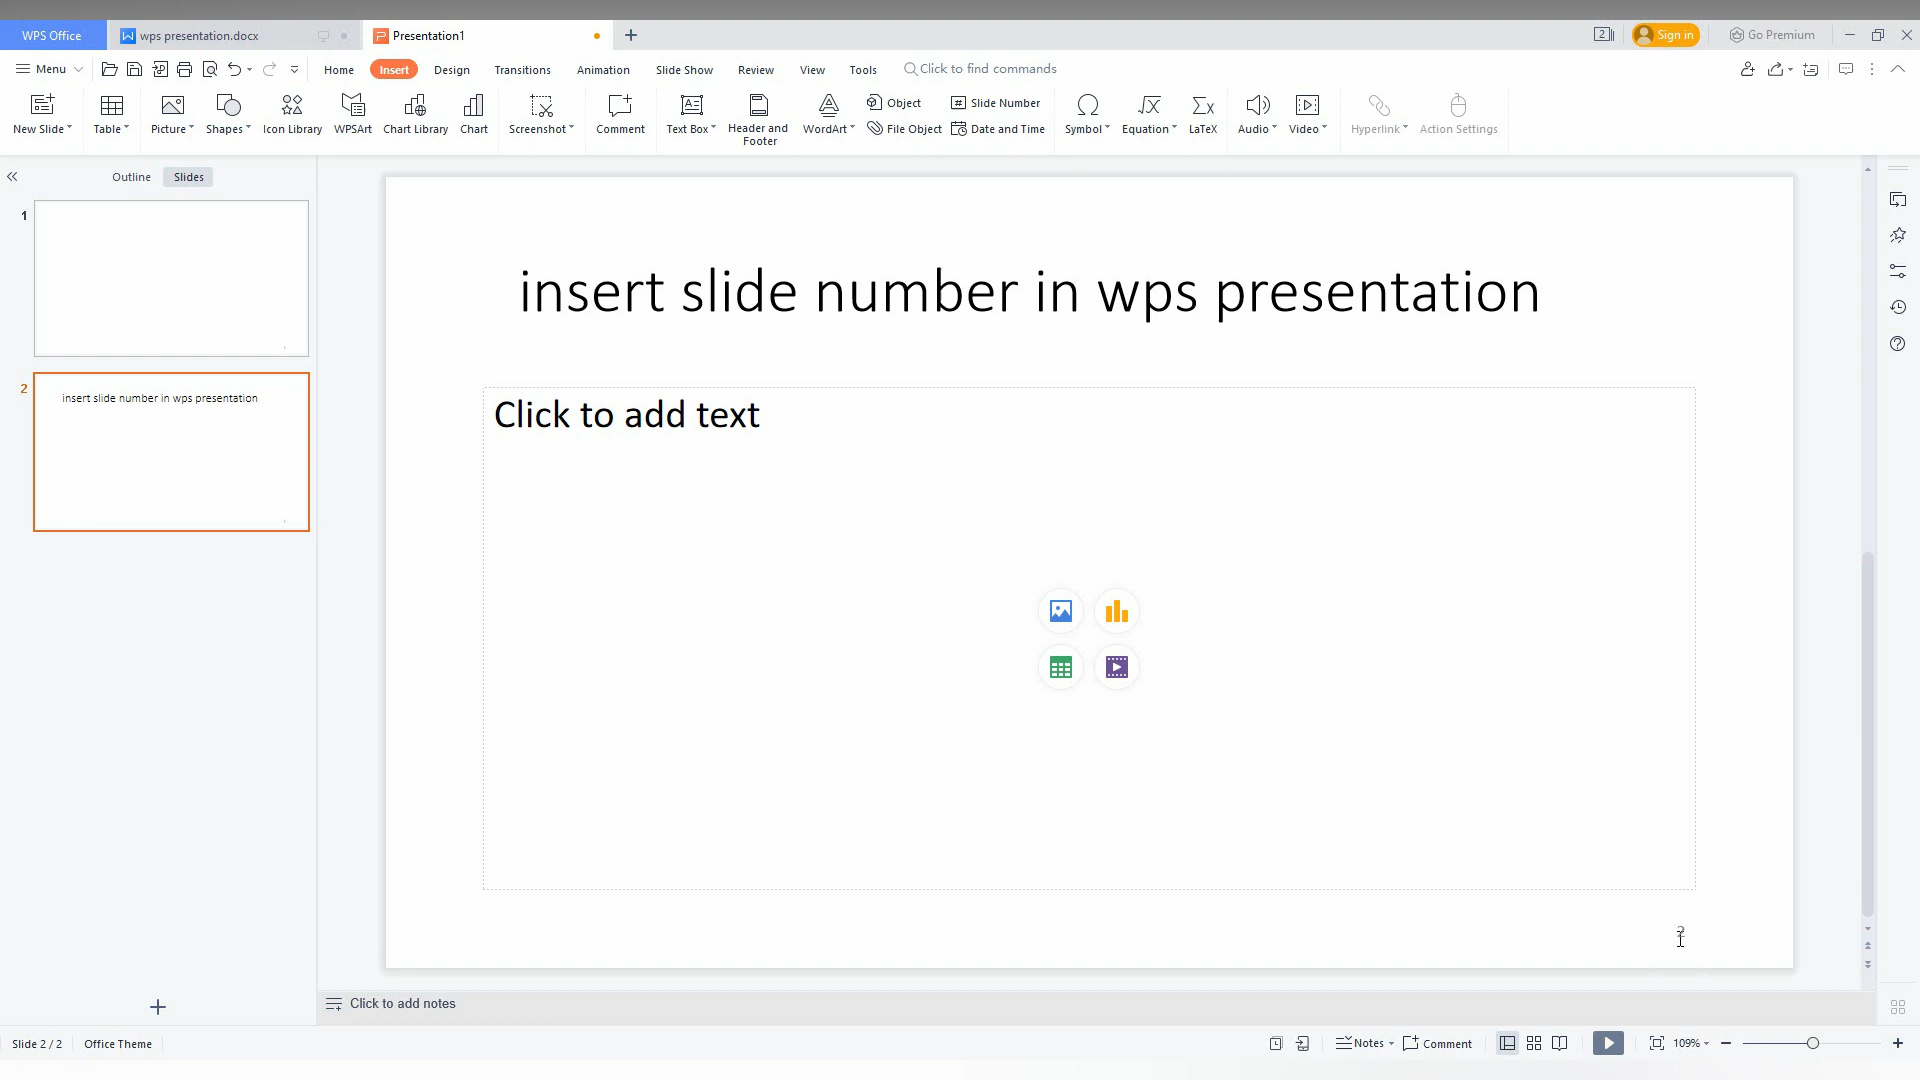 WPS Office
wps presentation.docx
Presentation1
2
Sign in
Go Premium
Menu
Home
Insert
Design
Transitions
Animation
Slide Show
Review
View
Tools
Click to find commands
New Slide
Table
Picture
Shapes
Icon Library
WPSArt
Chart Library
Chart
Screenshot
Comment
Text Box
Header and
Footer
WordArt
Object
File Object
Slide Number
Date and Time
Symbol
Equation
LaTeX
Audio
Video
Hyperlink
Action Settings
Outline
Slides
1
2
insert slide number in wps presentation
insert slide number in wps presentation
Click to add text
Click to add notes
Slide 2 / 2
Office Theme
Notes
Comment
109%